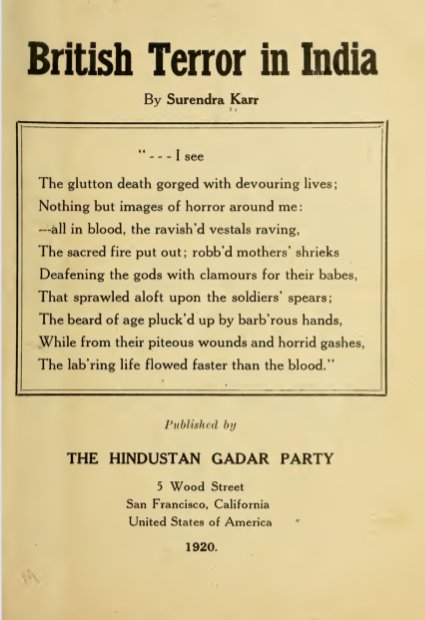 British Terror in India
By Surendra Karr
" - - - I see
The glutton death gorged with devouring lives;
Nothing but images of horror around me:
---all in blood, the ravish'd vestals raving,
The sacred fire put out; robb'd mothers' shrieks
Deafening the gods with clamours for their babes,
That sprawled aloft upon the soldiers' spears;
The beard of age pluck'd up by barb'rous hands,
While from their piteous wounds and horrid gashes,
The lab'ring life flowed faster than the blood."
Published by
THE HINDUSTAN GADAR PARTY
5 Wood Street
San Francisco, California
United States of America
1920.